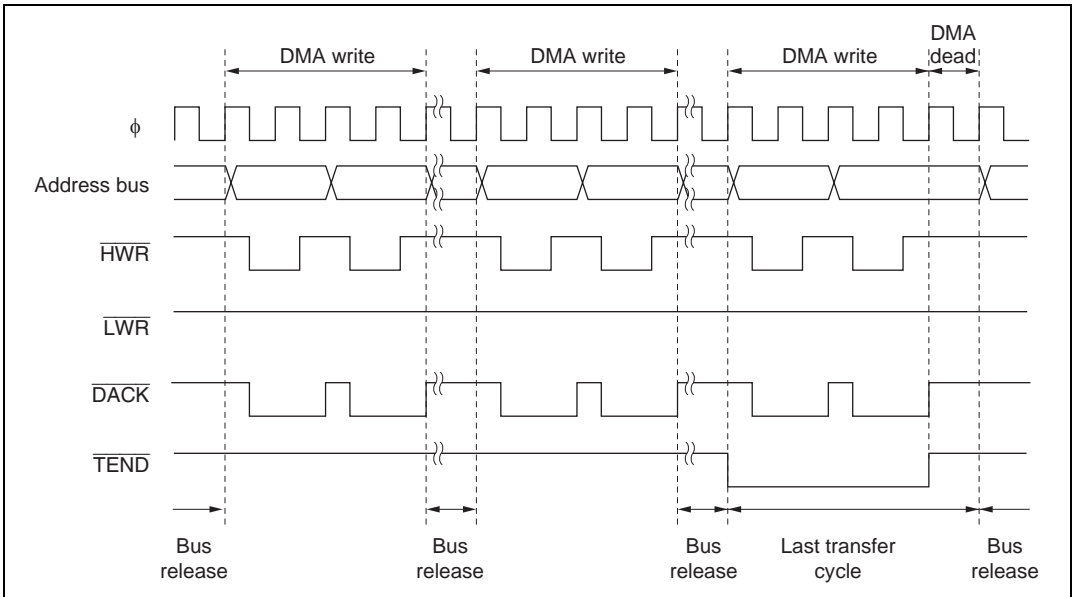 DMA write
DMA write
DMA write
DMA
dead
φ
Address bus
HWR
LWR
DACK
TEND
Bus
release
Bus
release
Bus
release
Last transfer
cycle
Bus
release